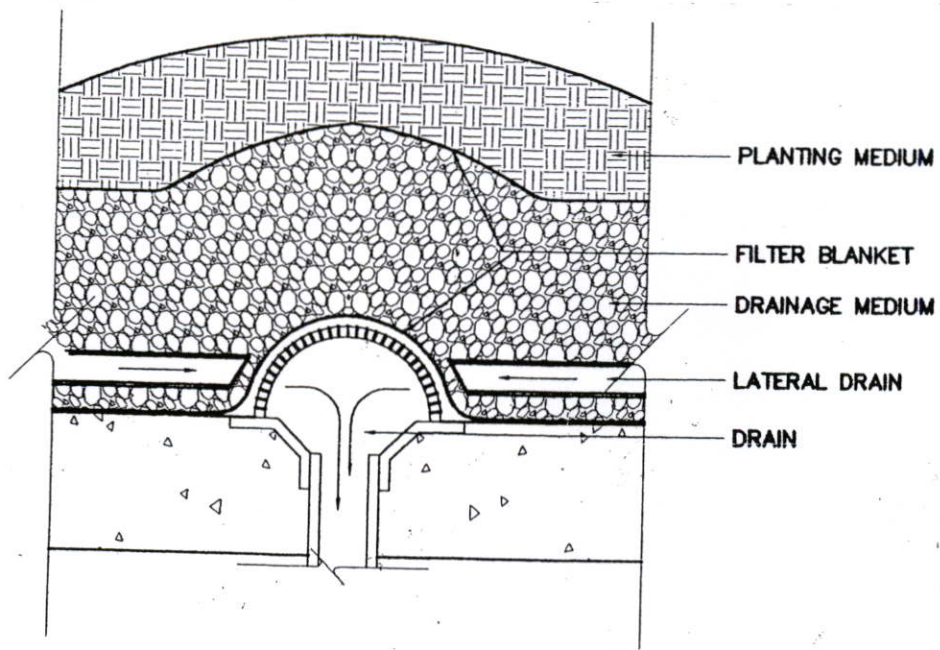 PLANTING MEDIUM
FILTER BLANKET
DRAINAGE MEDIUM
LATERAL DRAIN
DRAIN